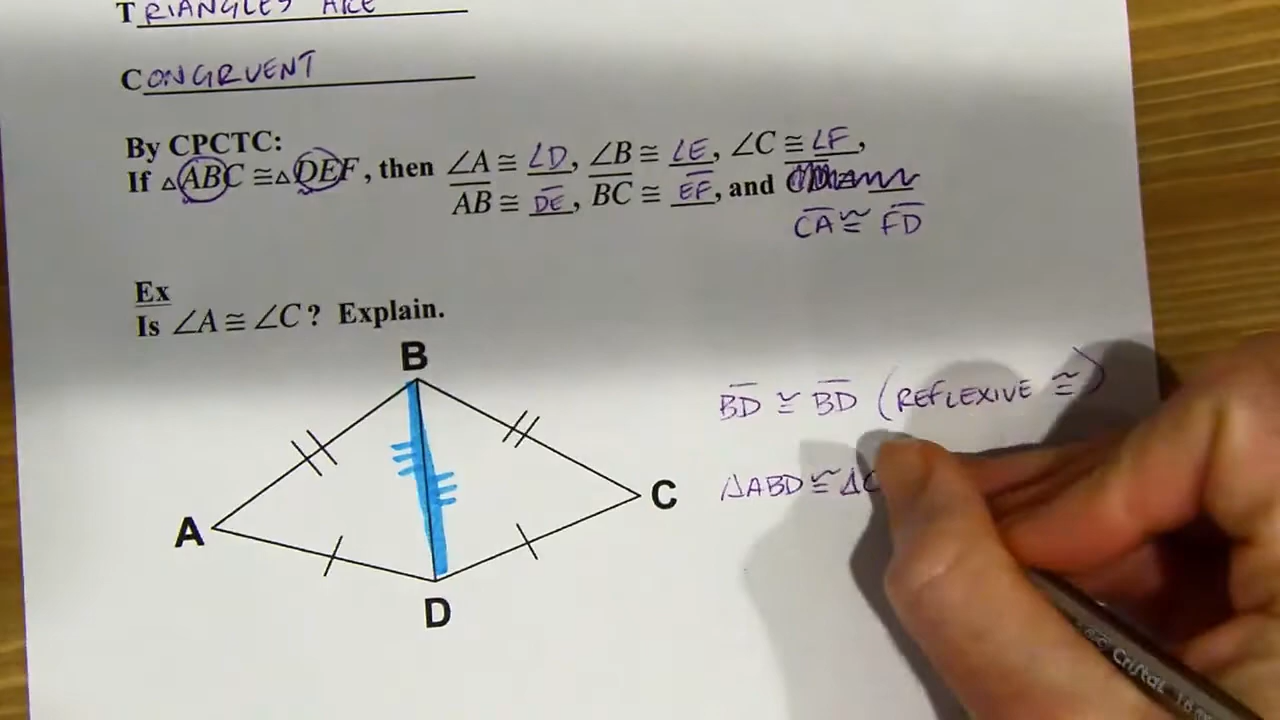 TRIANGLES ARE
CONGRUENT
By CPCTC:
If △ABC ≅ △DEF, then ∠A ≅ ∠D, ∠B ≅ ∠E, ∠C ≅ ∠F,
AB ≅ DE, BC ≅ EF, and
CA ≅ FD
Ex
Is ∠A ≅ ∠C? Explain.
B
A
C
D
BD ≅ BD (REFLEXIVE ≅)
△ABD ≅ △C
Cristal